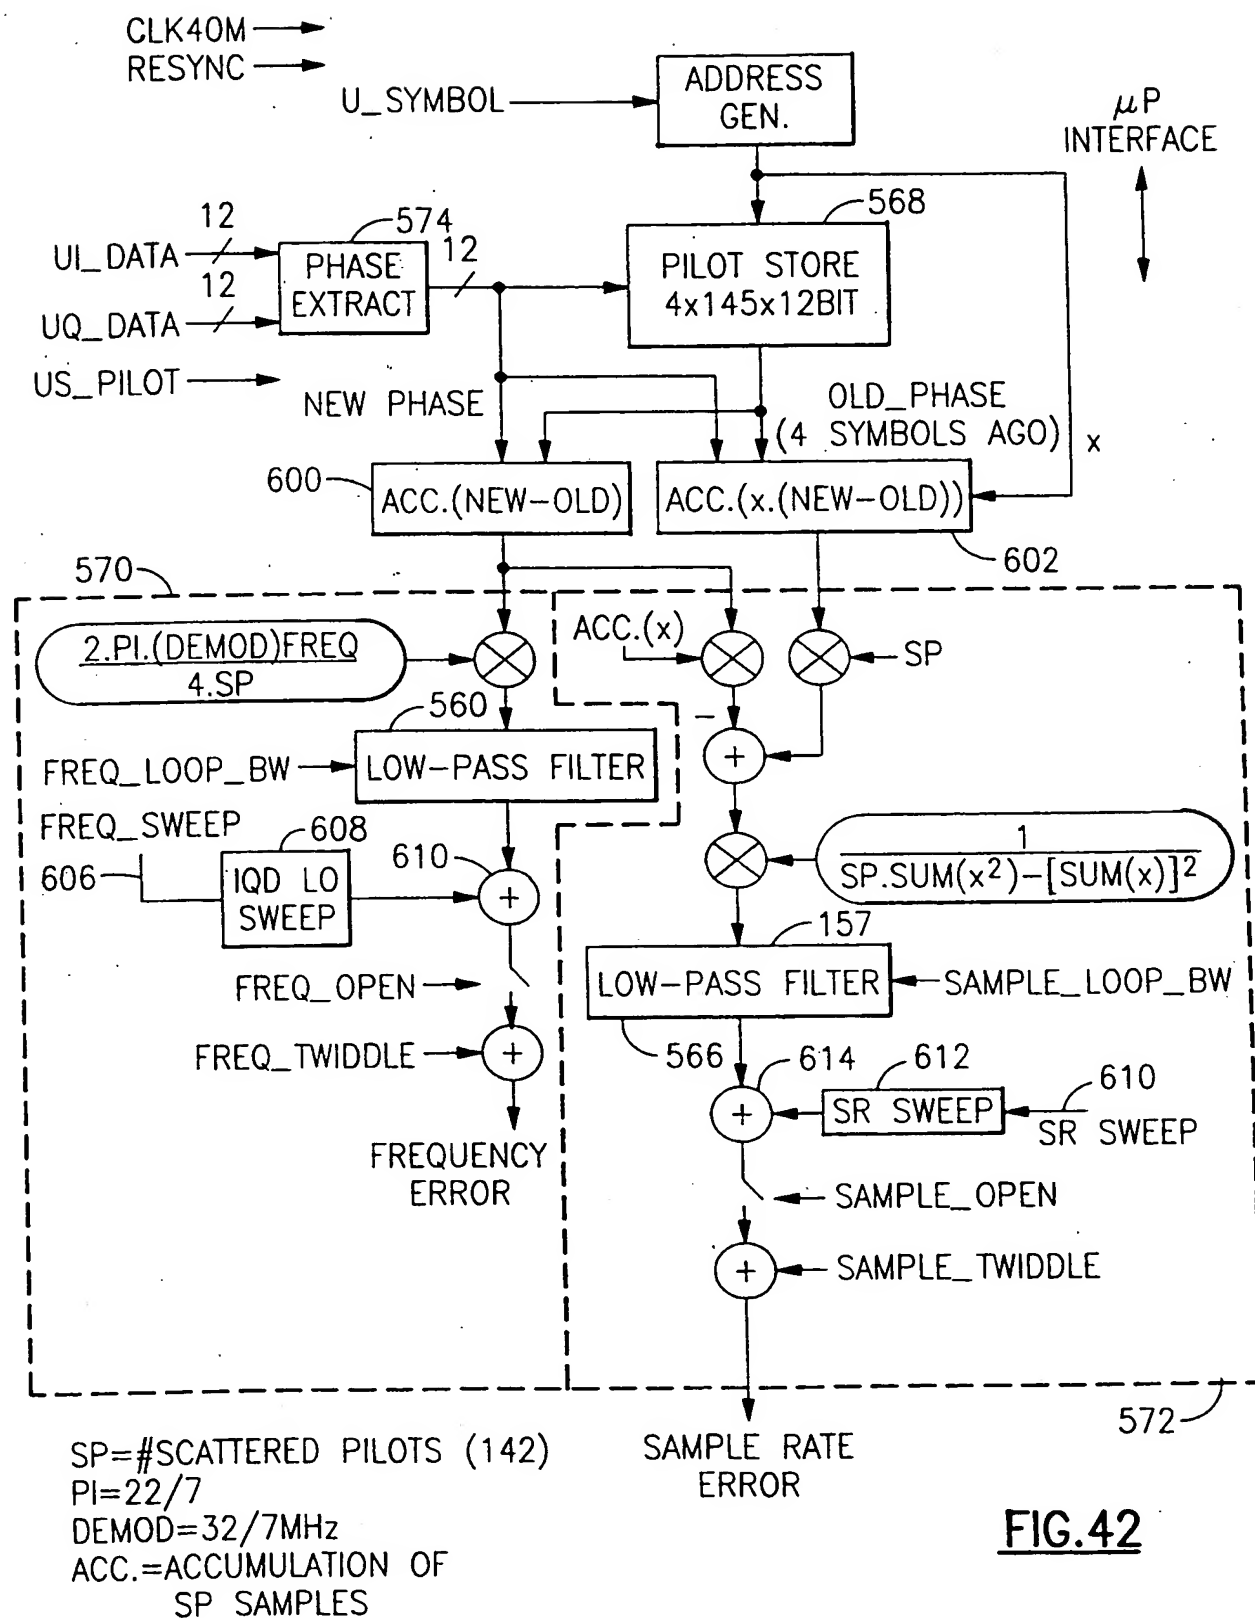 CLK40M
RESYNC
U_SYMBOL
ADDRESS
GEN.
μP
INTERFACE
568
574
12
12
UI_DATA
PHASE
EXTRACT
PILOT STORE
4x145x12BIT
12
UQ_DATA
US_PILOT
NEW PHASE
OLD_PHASE
(4 SYMBOLS AGO)
x
600
ACC.(NEW-OLD)
ACC.(x.(NEW-OLD))
602
570
2.PI.(DEMOD)FREQ
4.SP
ACC.(x)
SP
560
–
+
FREQ_LOOP_BW
LOW-PASS FILTER
FREQ_SWEEP
608
606
IQD LO
SWEEP
610
+
1
SP.SUM(x²)-[SUM(x)]²
157
LOW-PASS FILTER
SAMPLE_LOOP_BW
FREQ_OPEN
566
614
612
610
FREQ_TWIDDLE
+
+
SR SWEEP
SR SWEEP
FREQUENCY
ERROR
SAMPLE_OPEN
+
SAMPLE_TWIDDLE
572
SP=#SCATTERED PILOTS (142)
PI=22/7
DEMOD=32/7MHz
ACC.=ACCUMULATION OF
SP SAMPLES
SAMPLE RATE
ERROR
FIG.42